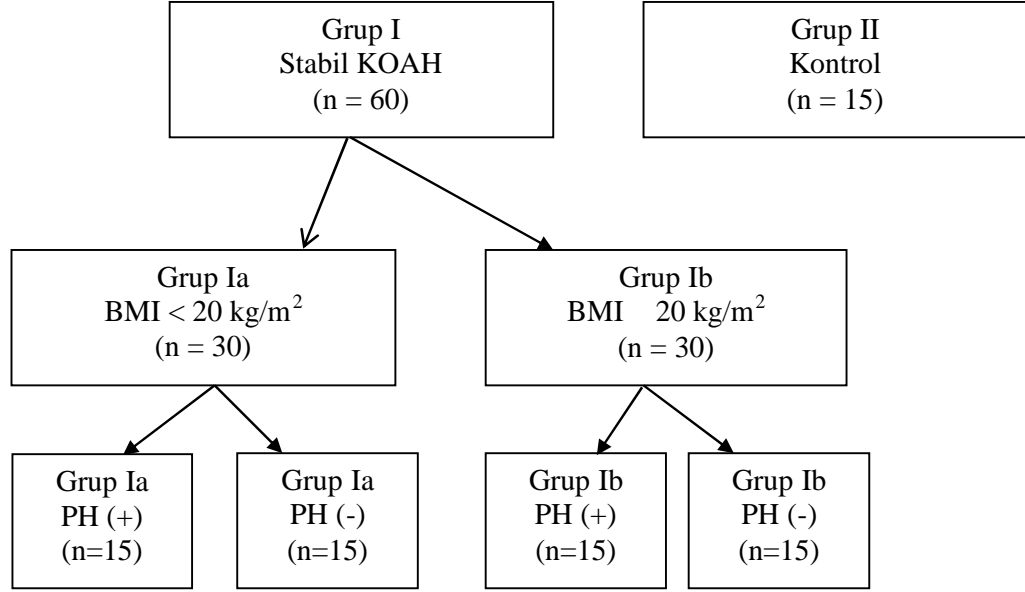 Grup I
Stabil KOAH
(n = 60)
Grup II
Kontrol
(n = 15)
Grup Ia
BMI < 20 kg/m²
(n = 30)
Grup Ib
BMI 20 kg/m²
(n = 30)
Grup Ia
PH (+)
(n=15)
Grup Ia
PH (-)
(n=15)
Grup Ib
PH (+)
(n=15)
Grup Ib
PH (-)
(n=15)